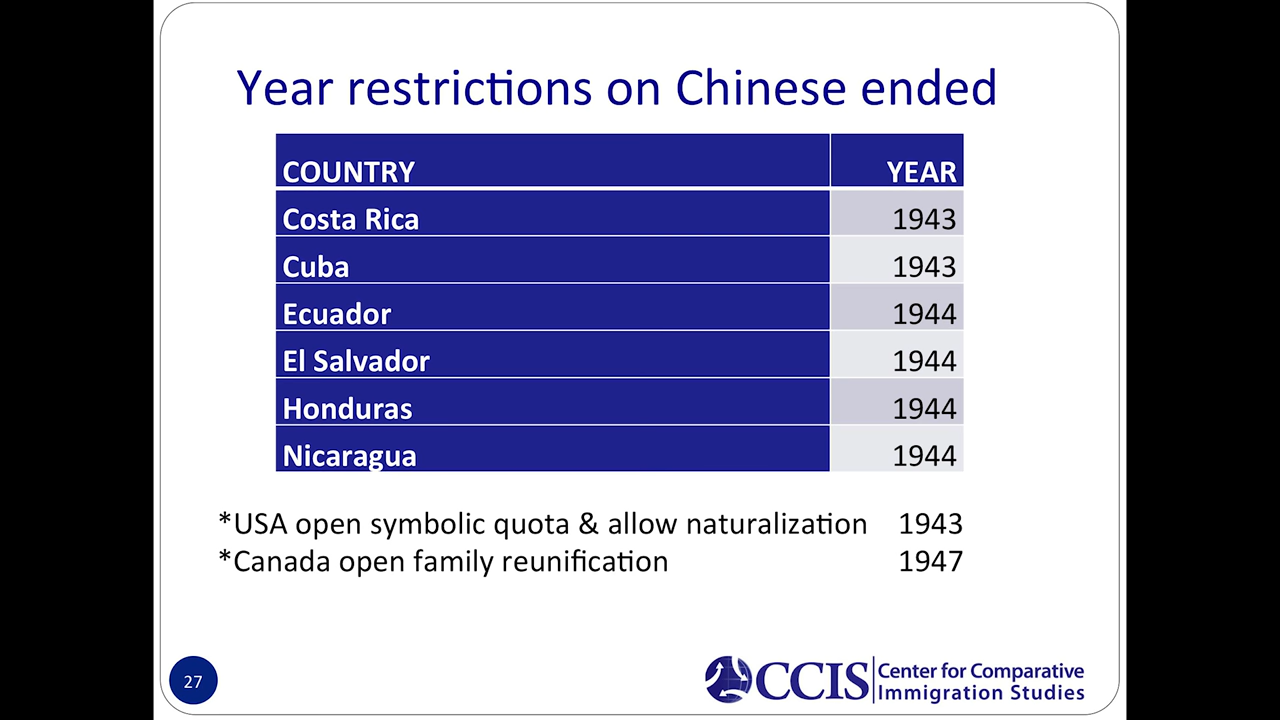 Year restrictions on Chinese ended
COUNTRY YEAR
Costa Rica 1943
Cuba 1943
Ecuador 1944
El Salvador 1944
Honduras 1944
Nicaragua 1944
*USA open symbolic quota & allow naturalization 1943
*Canada open family reunification 1947
27
CCIS Center for Comparative
Immigration Studies